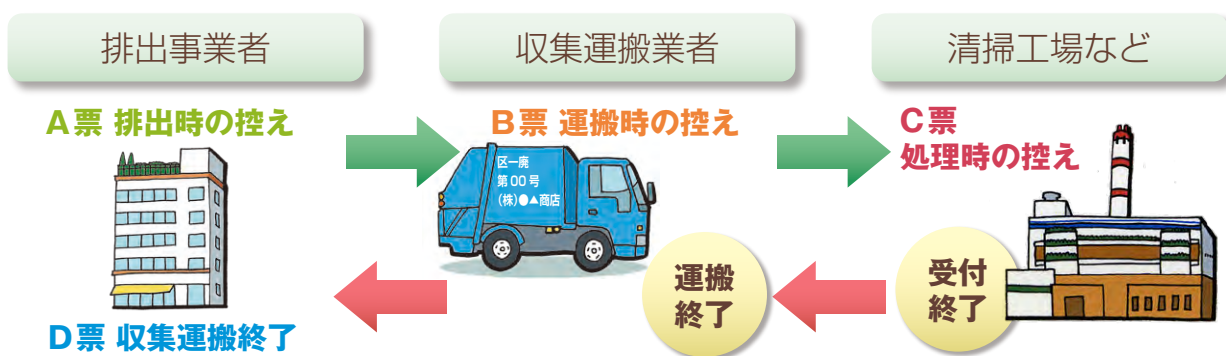 排出事業者
収集運搬業者
清掃工場など
A票 排出時の控え
B票 運搬時の控え
C票
処理時の控え
区一廃
第00号
(株)●▲商店
運搬
終了
受付
終了
D票 収集運搬終了